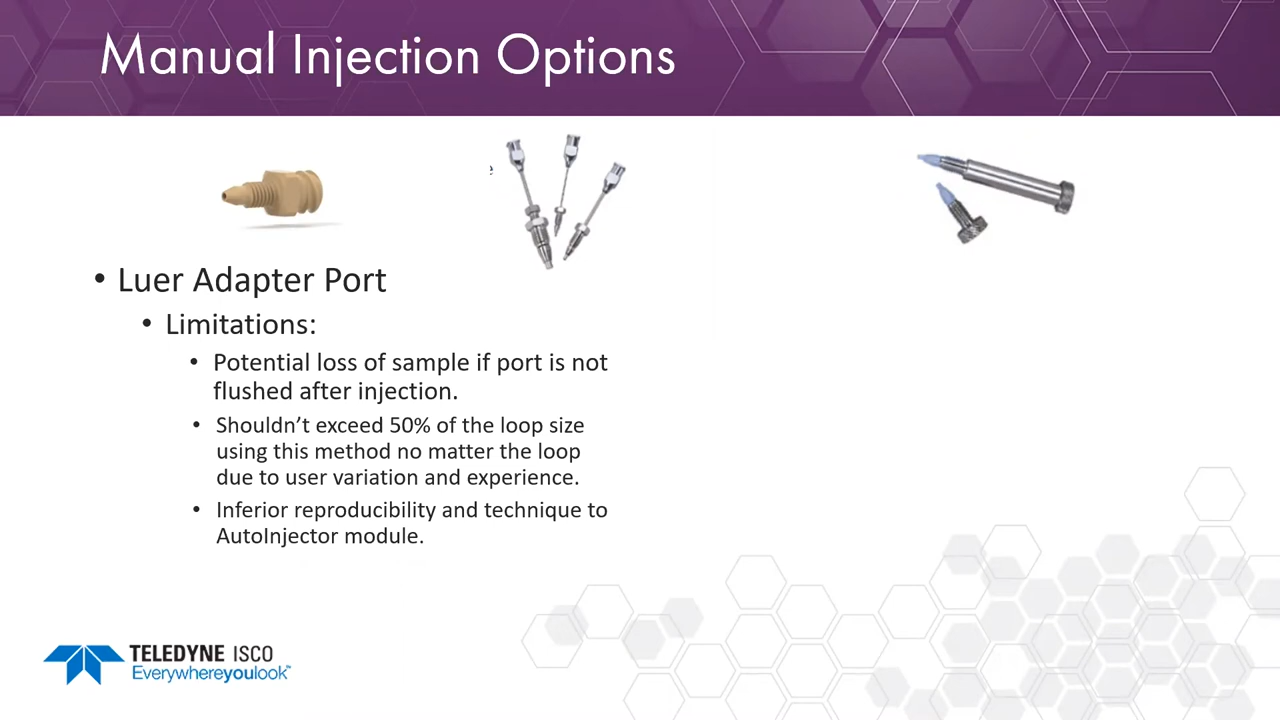 Manual Injection Options
e
• Luer Adapter Port
• Limitations:
• Potential loss of sample if port is not
flushed after injection.
• Shouldn’t exceed 50% of the loop size
using this method no matter the loop
due to user variation and experience.
• Inferior reproducibility and technique to
AutoInjector module.
TELEDYNE ISCO
Everywhereyoulook™